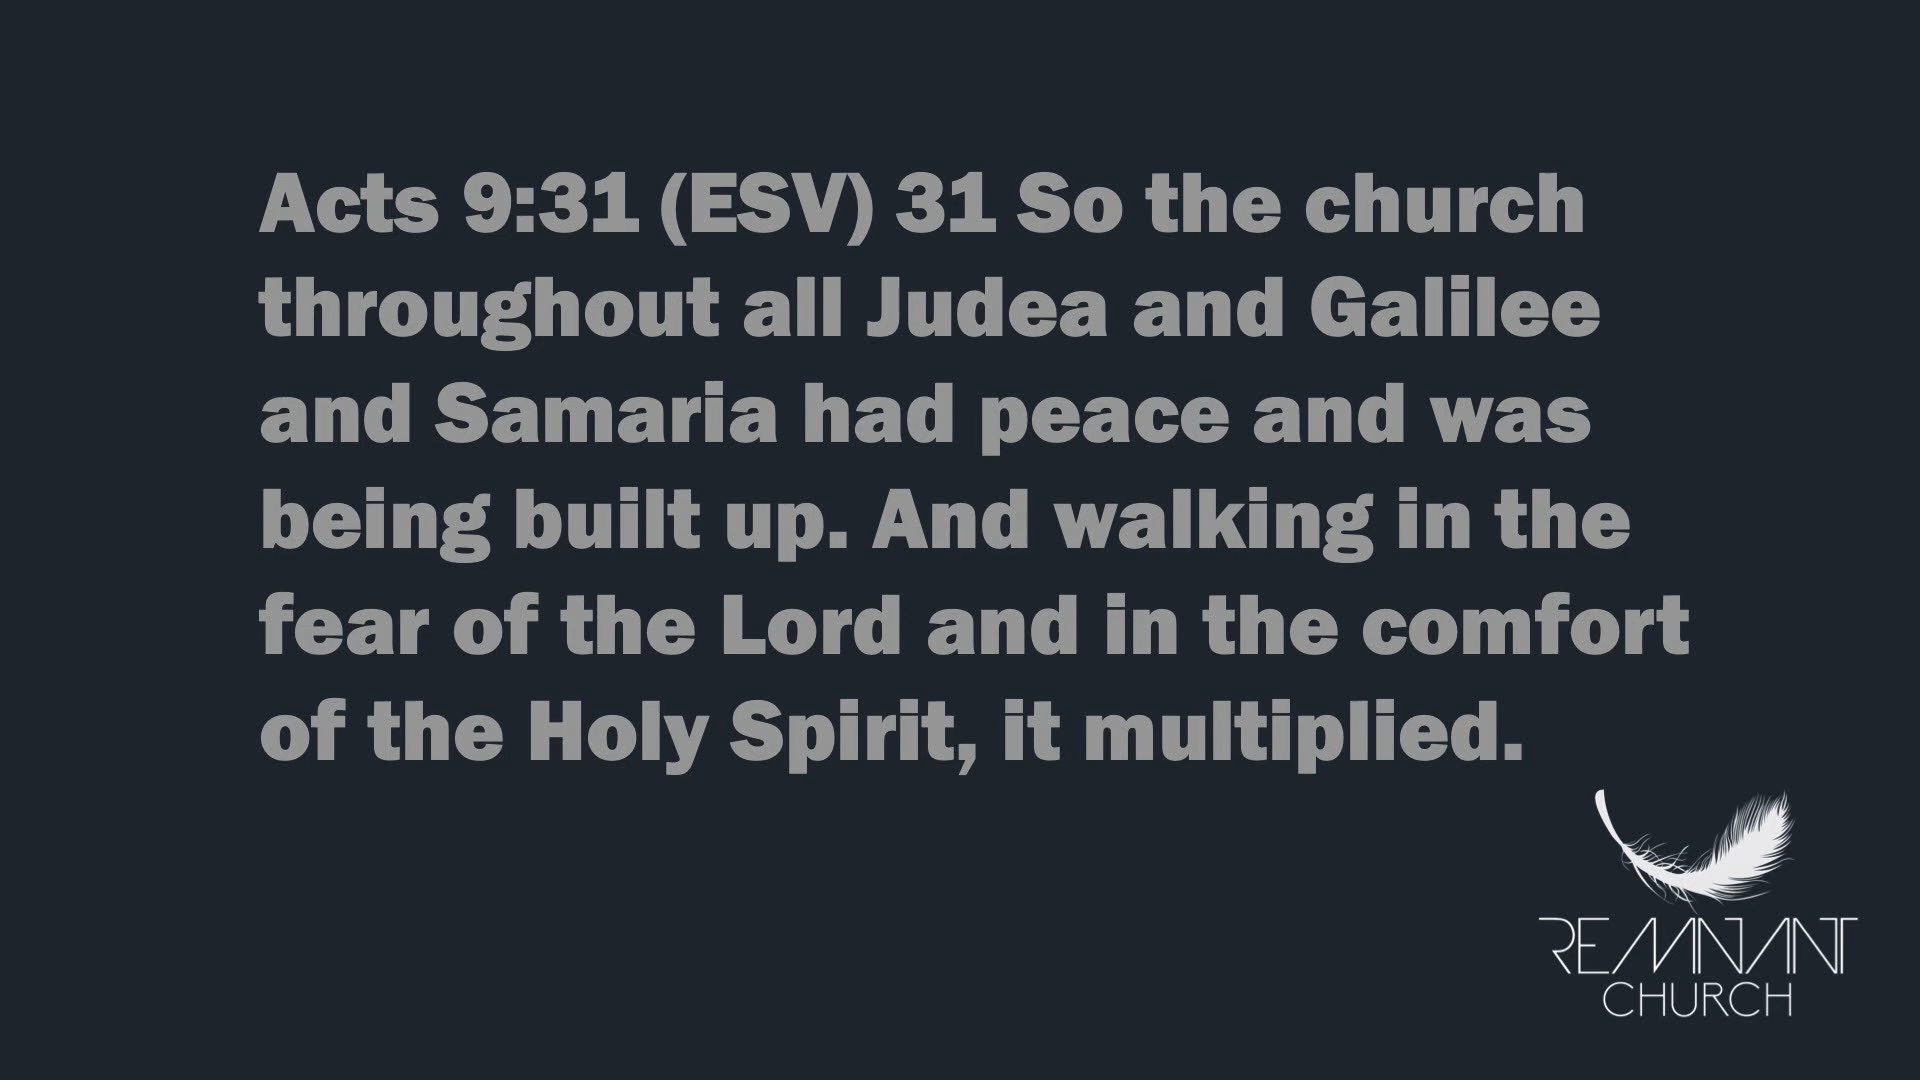 Acts 9:31 (ESV) 31 So the church
throughout all Judea and Galilee
and Samaria had peace and was
being built up. And walking in the
fear of the Lord and in the comfort
of the Holy Spirit, it multiplied.
REMNANT
CHURCH